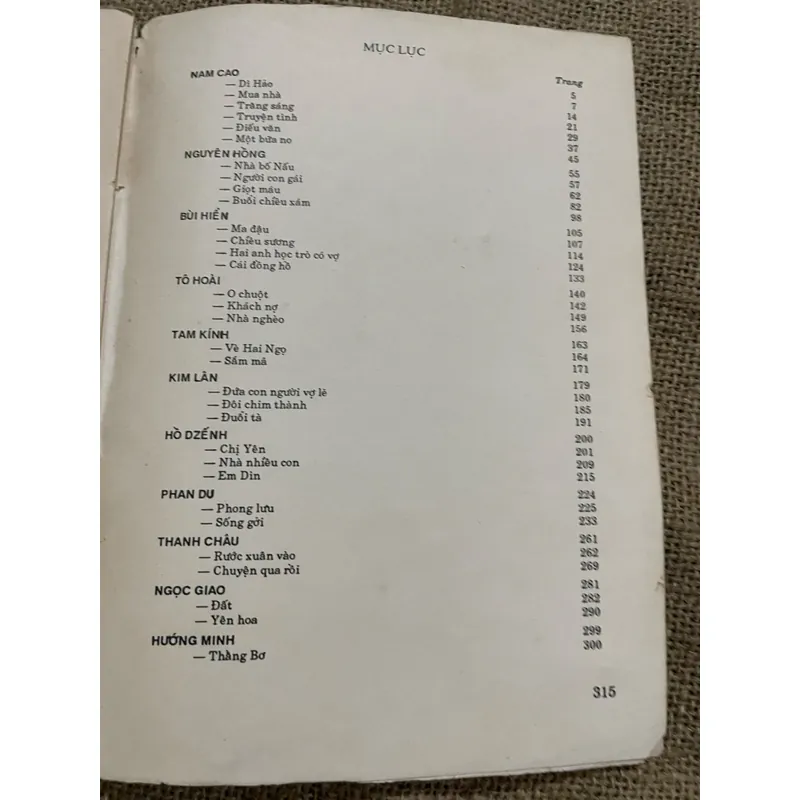 MỤC LỤC
Trang
NAM CAO 5
— Dì Hảo 7
— Mua nhà 14
— Trăng sáng 21
— Truyện tình 29
— Điếu văn 37
— Một bữa no 45
NGUYÊN HỒNG 55
— Nhà bố Nấu 57
— Người con gái 62
— Giọt máu 82
— Buổi chiều xám 98
BÙI HIỂN 105
— Ma đậu 107
— Chiều sương 114
— Hai anh học trò có vợ 124
— Cái đồng hồ 133
TÔ HOÀI 140
— O chuột 142
— Khách nợ 149
— Nhà nghèo 156
TAM KÍNH 163
— Vè Hai Ngọ 164
— Sắm mã 171
KIM LÂN 179
— Đứa con người vợ lẽ 180
— Đôi chim thành 185
— Đuổi tà 191
HỒ DZẾNH 200
— Chị Yên 201
— Nhà nhiều con 209
— Em Dìn 215
PHAN DU 224
— Phong lưu 225
— Sống gởi 233
THANH CHÂU 261
— Rước xuân vào 262
— Chuyện qua rồi 269
NGỌC GIAO 281
— Đất 282
— Yên hoa 290
HƯỚNG MINH 299
— Thằng Bơ 300
315